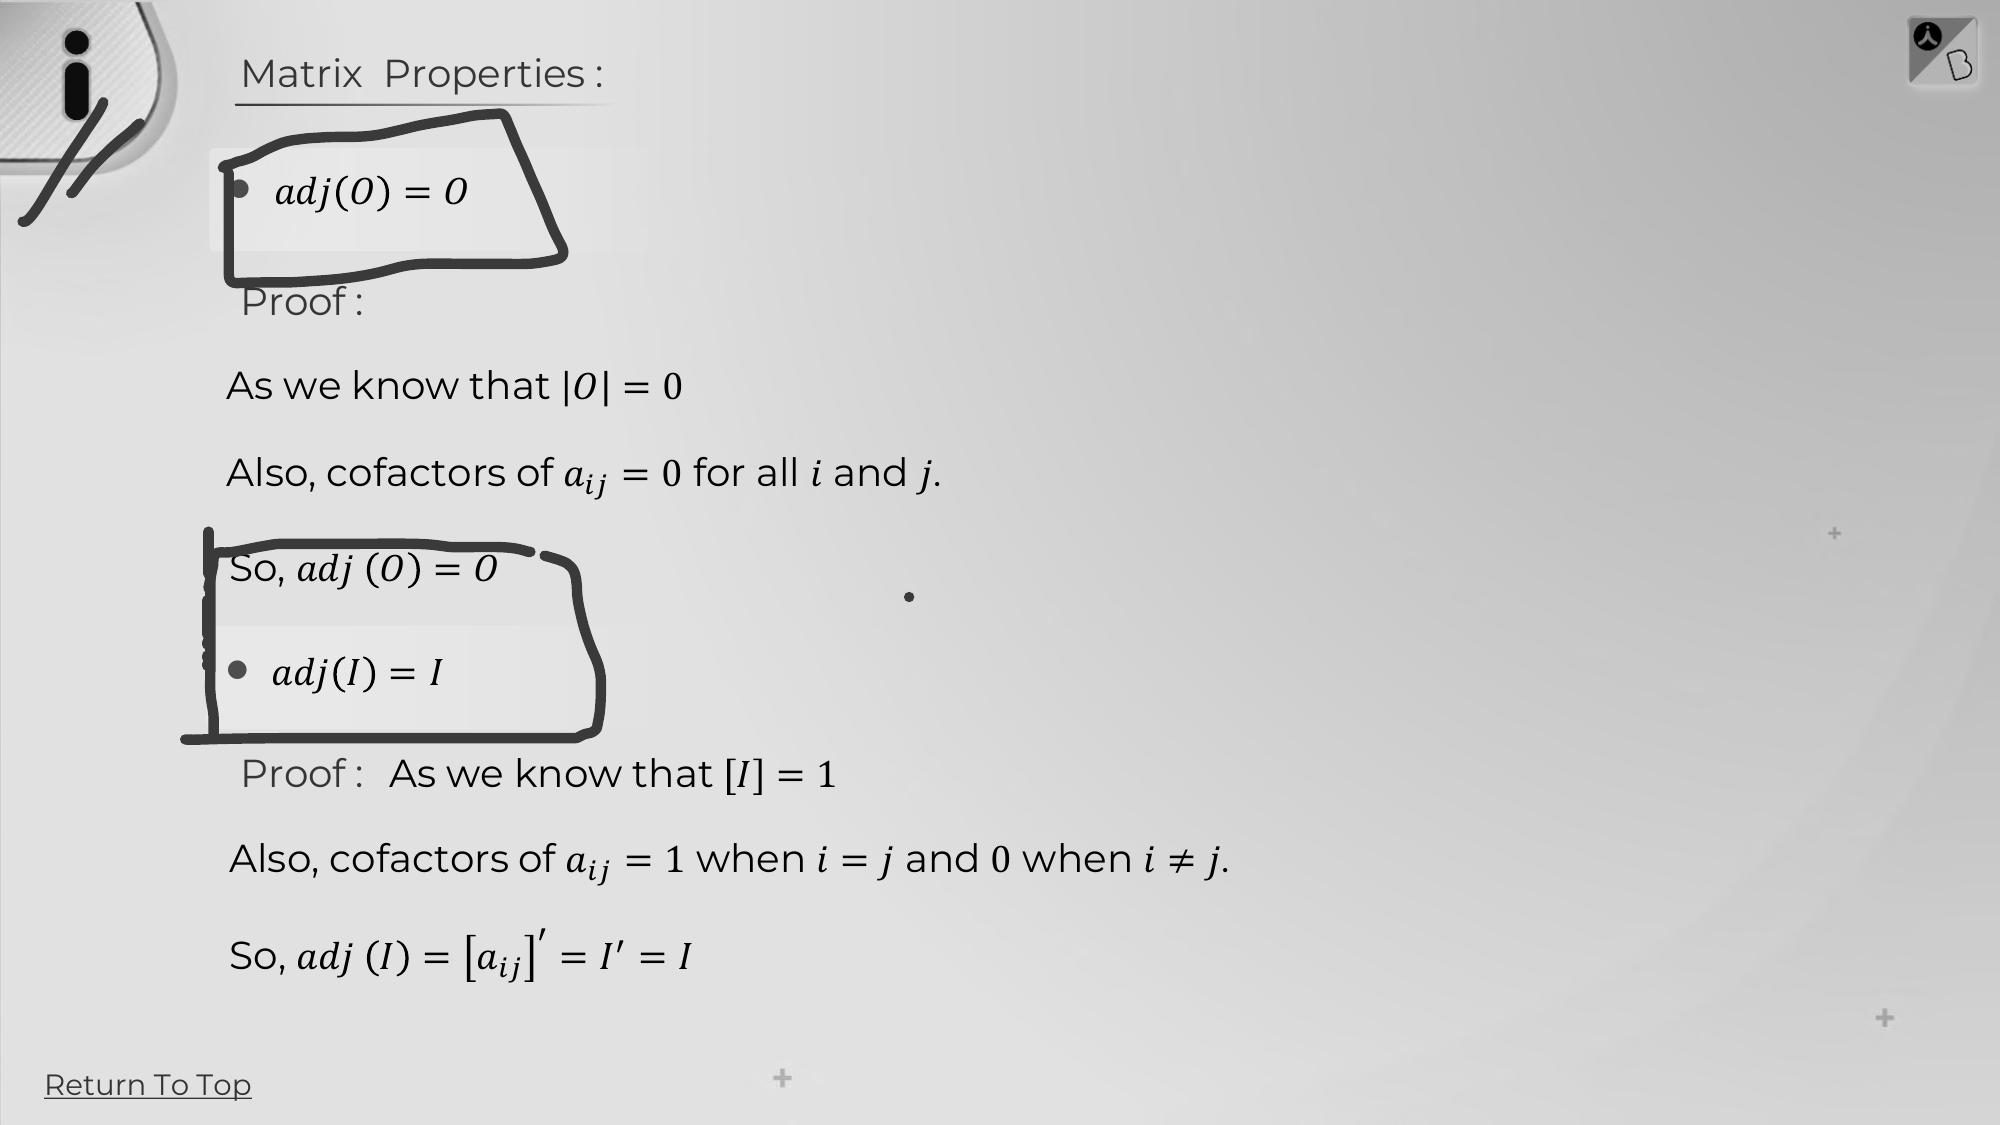 Matrix Properties :
• adj(O) = O
Proof :
As we know that |O| = 0
Also, cofactors of a_{ij} = 0 for all i and j.
So, adj (O) = O
• adj(I) = I
Proof : As we know that [I] = 1
Also, cofactors of a_{ij} = 1 when i = j and 0 when i ≠ j.
So, adj (I) = [a_{ij}]′ = I′ = I
Return To Top
B